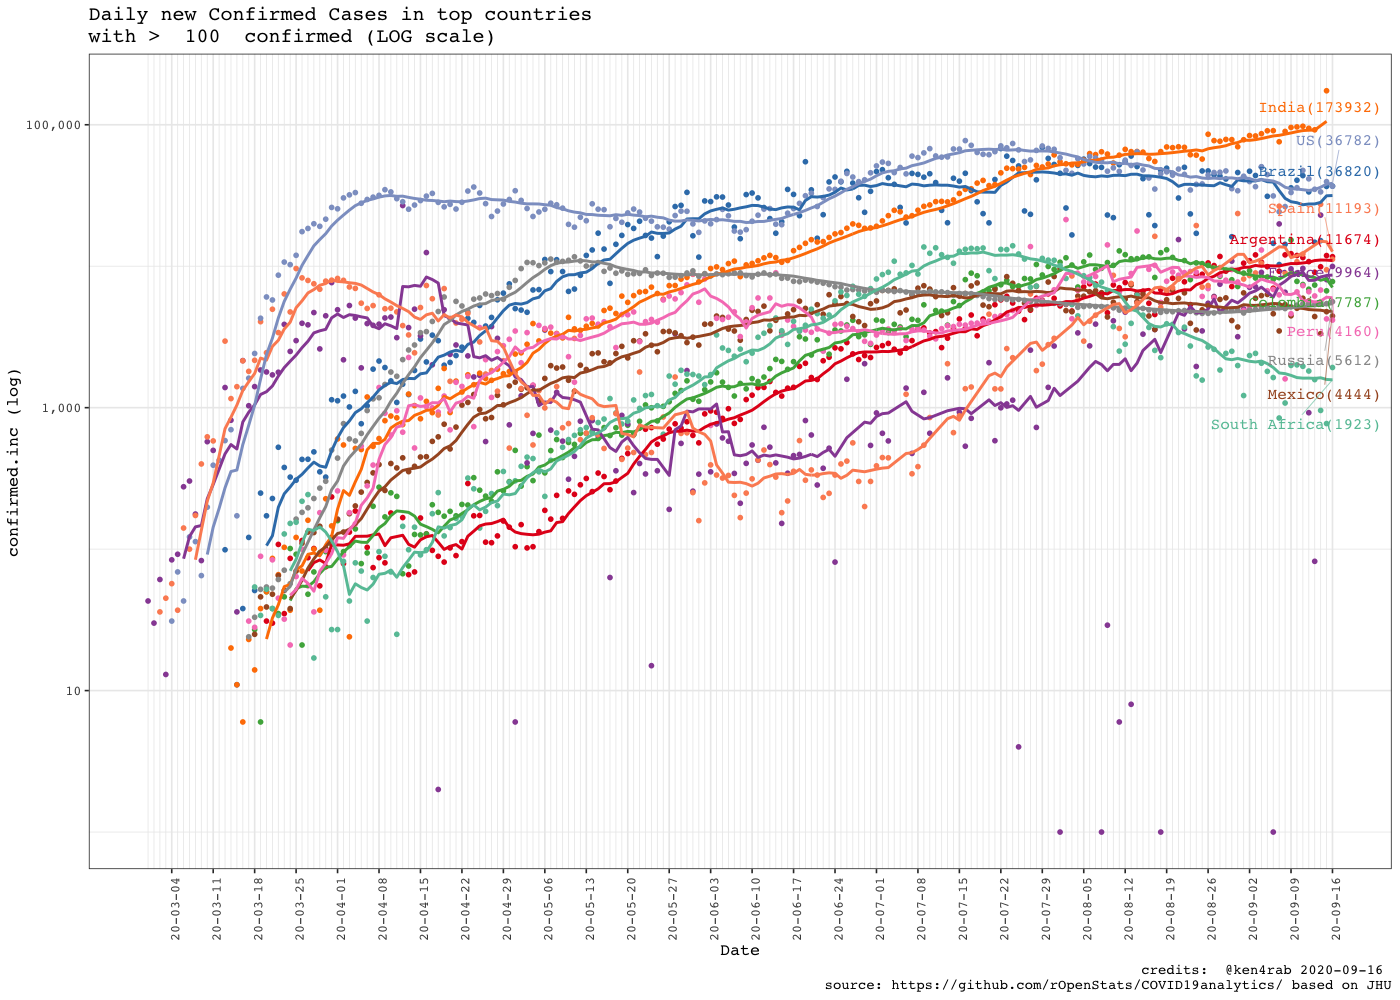 Daily new Confirmed Cases in top countries
with >  100  confirmed (LOG scale)
confirmed.inc (log)
100,000
1,000
10
India(173932)
US(36782)
Brazil(36820)
Spain(11193)
Argentina(11674)
France(9964)
Colombia(7787)
Peru(4160)
Russia(5612)
Mexico(4444)
South Africa(1923)
20-03-04
20-03-11
20-03-18
20-03-25
20-04-01
20-04-08
20-04-15
20-04-22
20-04-29
20-05-06
20-05-13
20-05-20
20-05-27
20-06-03
20-06-10
20-06-17
20-06-24
20-07-01
20-07-08
20-07-15
20-07-22
20-07-29
20-08-05
20-08-12
20-08-19
20-08-26
20-09-02
20-09-09
20-09-16
Date
credits:  @ken4rab 2020-09-16
source: https://github.com/rOpenStats/COVID19analytics/ based on JHU